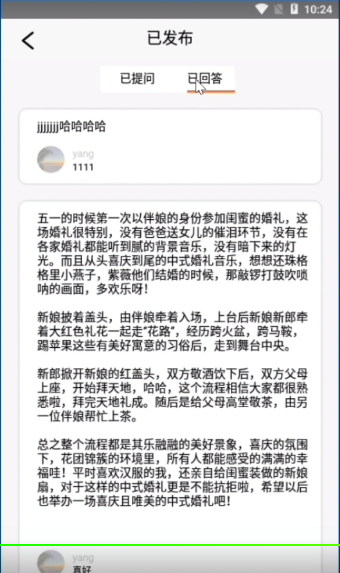 10:24
已发布
已提问
已回答
jjjjjjj哈哈哈哈
yang
1111
五一的时候第一次以伴娘的身份参加闺蜜的婚礼，这
场婚礼很特别，没有爸爸送女儿的催泪环节，没有在
各家婚礼都能听到腻的背景音乐，没有暗下来的灯
光。而且从头喜庆到尾的中式婚礼音乐，想想还珠格
格里小燕子，紫薇他们结婚的时候，那敲锣打鼓吹唢
呐的画面，多欢乐呀！
新娘披着盖头，由伴娘牵着入场，上台后新娘新郎牵
着大红色礼花一起走“花路”，经历跨火盆，跨马鞍，
踢苹果这些有美好寓意的习俗后，走到舞台中央。
新郎掀开新娘的红盖头，双方敬酒饮下后，双方父母
上座，开始拜天地，哈哈，这个流程相信大家都很熟
悉啦，拜完天地礼成。随后是给父母高堂敬茶，由另
一位伴娘帮忙上茶。
总之整个流程都是其乐融融的美好景象，喜庆的氛围
下，花团锦簇的环境里，所有人都能感受的满满的幸
福哇！平时喜欢汉服的我，还亲自给闺蜜装做的新娘
扇，对于这样的中式婚礼更是不能抗拒啦，希望以后
也举办一场喜庆且唯美的中式婚礼吧！
yang
真好